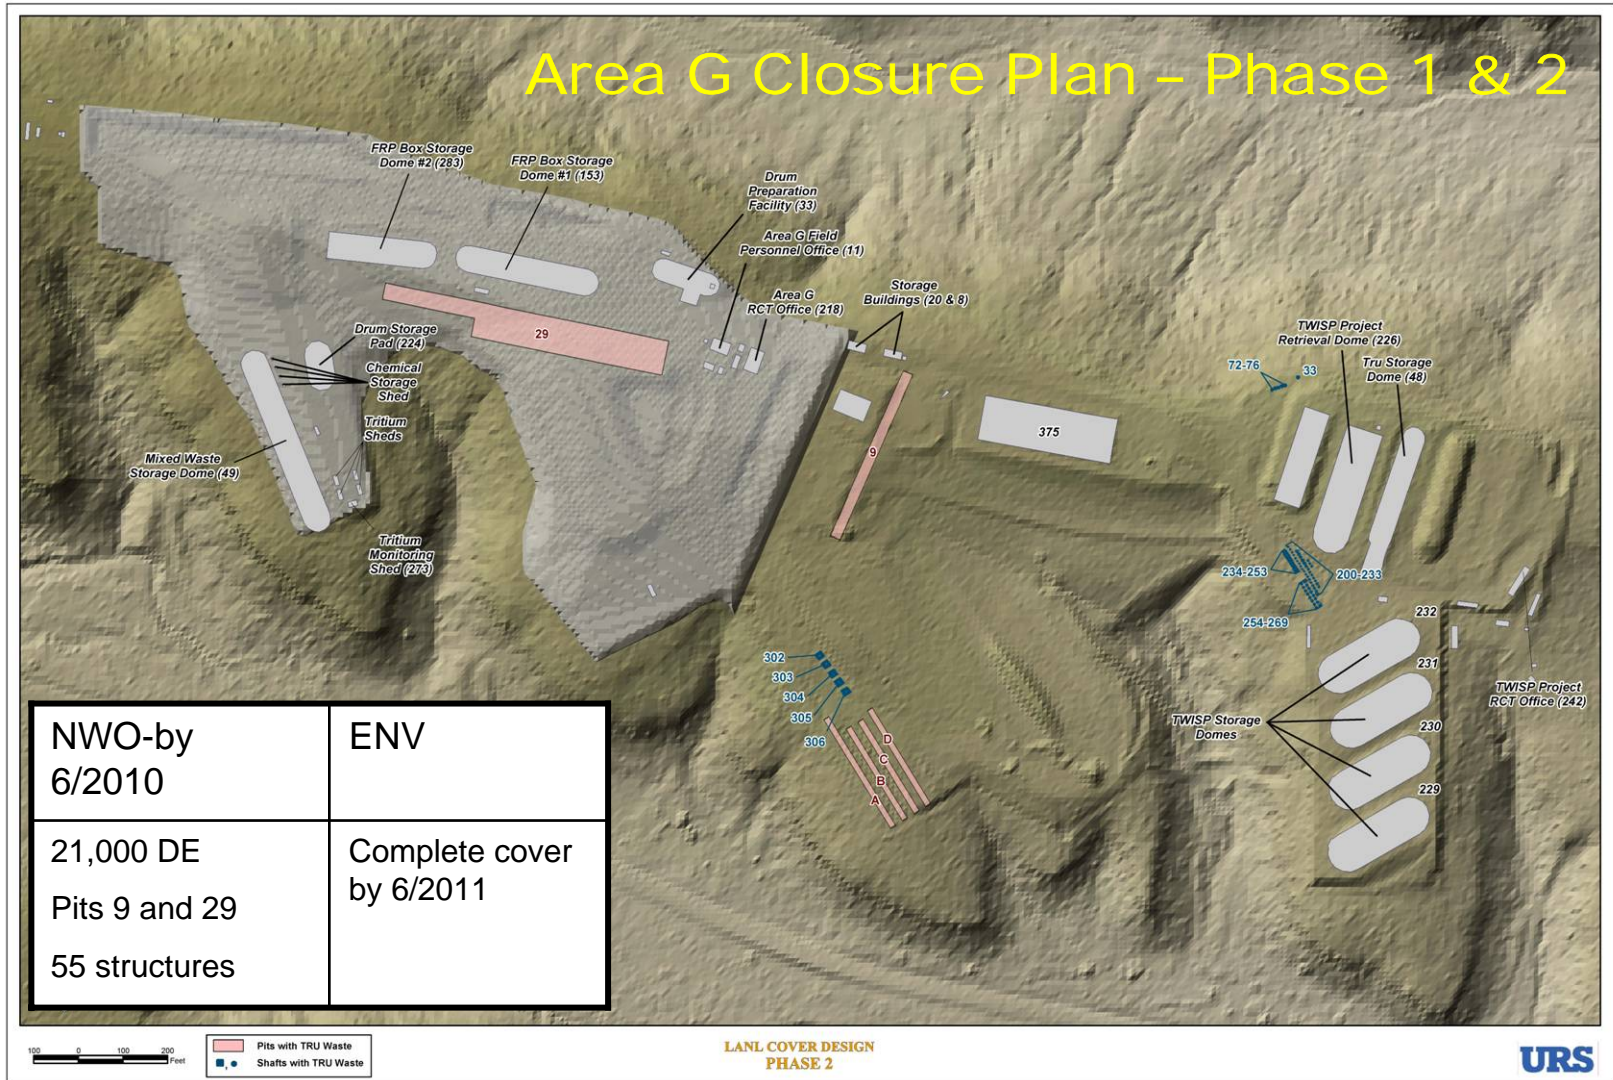 Area G Closure Plan – Phase 1 & 2
FRP Box Storage
Dome #2 (283)
FRP Box Storage
Dome #1 (153)
Drum
Preparation
Facility (33)
Area G Field
Personnel Office (11)
Area G
RCT Office (218)
Storage
Buildings (20 & 8)
TWISP Project
Retrieval Dome (226)
Tru Storage
Dome (48)
72-76
33
29
Drum Storage
Pad (224)
Chemical
Storage
Shed
Tritium
Sheds
Mixed Waste
Storage Dome (49)
Tritium
Monitoring
Shed (273)
9
375
234-253
200-233
254-269
232
231
230
229
TWISP Storage
Domes
TWISP Project
RCT Office (242)
302
303
304
305
306
D
C
B
A
NWO-by
6/2010
ENV
21,000 DE
Pits 9 and 29
55 structures
Complete cover
by 6/2011
100 0 100 200
Feet
Pits with TRU Waste
Shafts with TRU Waste
LANL COVER DESIGN
PHASE 2
URS